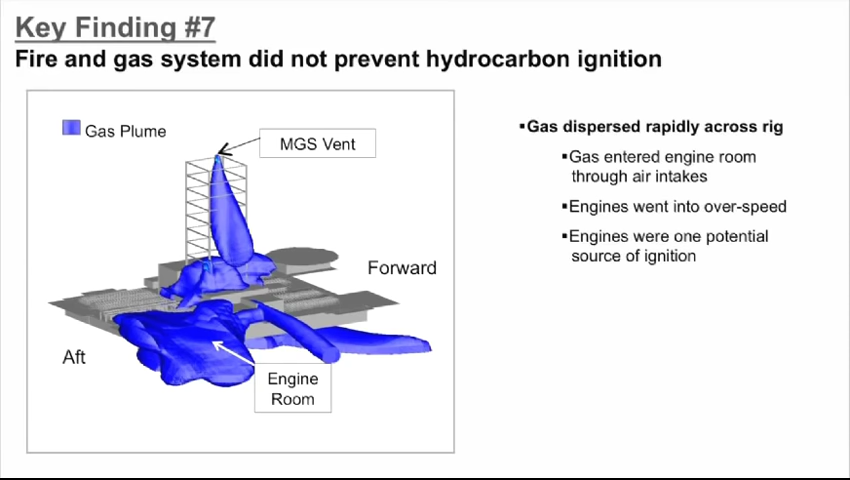 Key Finding #7
Fire and gas system did not prevent hydrocarbon ignition
Gas Plume
MGS Vent
Forward
Aft
Engine
Room
▪Gas dispersed rapidly across rig
▪Gas entered engine room
through air intakes
▪Engines went into over-speed
▪Engines were one potential
source of ignition